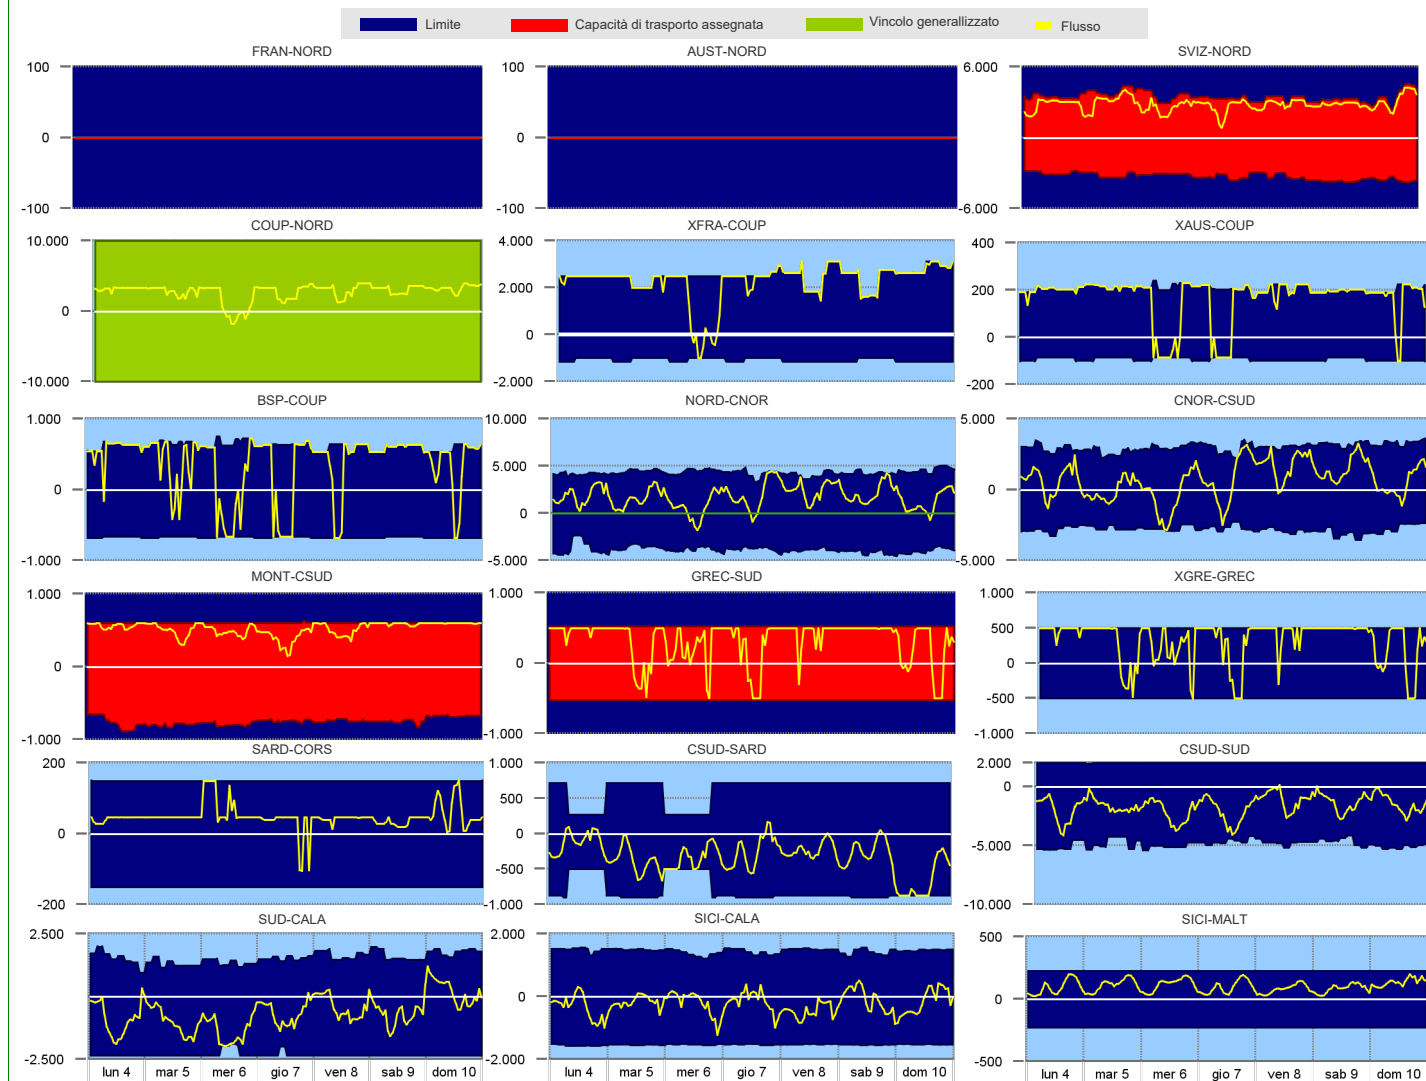 Limite Capacità di trasporto assegnata Vincolo generallizzato Flusso
FRAN-NORD AUST-NORD SVIZ-NORD
100 100 6.000
0 0
-100 -100 -6.000
COUP-NORD XFRA-COUP XAUS-COUP
10.000 4.000 400
2.000 200
0 0 0
-10.000 -2.000 -200
BSP-COUP NORD-CNOR CNOR-CSUD
1.000 10.000 5.000
5.000
0 0 0
-1.000 -5.000 -5.000
MONT-CSUD GREC-SUD XGRE-GREC
1.000 1.000 1.000
500
0 0 0
-500
-1.000 -1.000 -1.000
SARD-CORS CSUD-SARD CSUD-SUD
200 1.000 2.000
500 0
0 0
-500 -5.000
-200 -1.000 -10.000
SUD-CALA SICI-CALA SICI-MALT
2.500 2.000 500
0 0 0
-2.500 -2.000 -500
lun 4 mar 5 mer 6 gio 7 ven 8 sab 9 dom 10 lun 4 mar 5 mer 6 gio 7 ven 8 sab 9 dom 10 lun 4 mar 5 mer 6 gio 7 ven 8 sab 9 dom 10